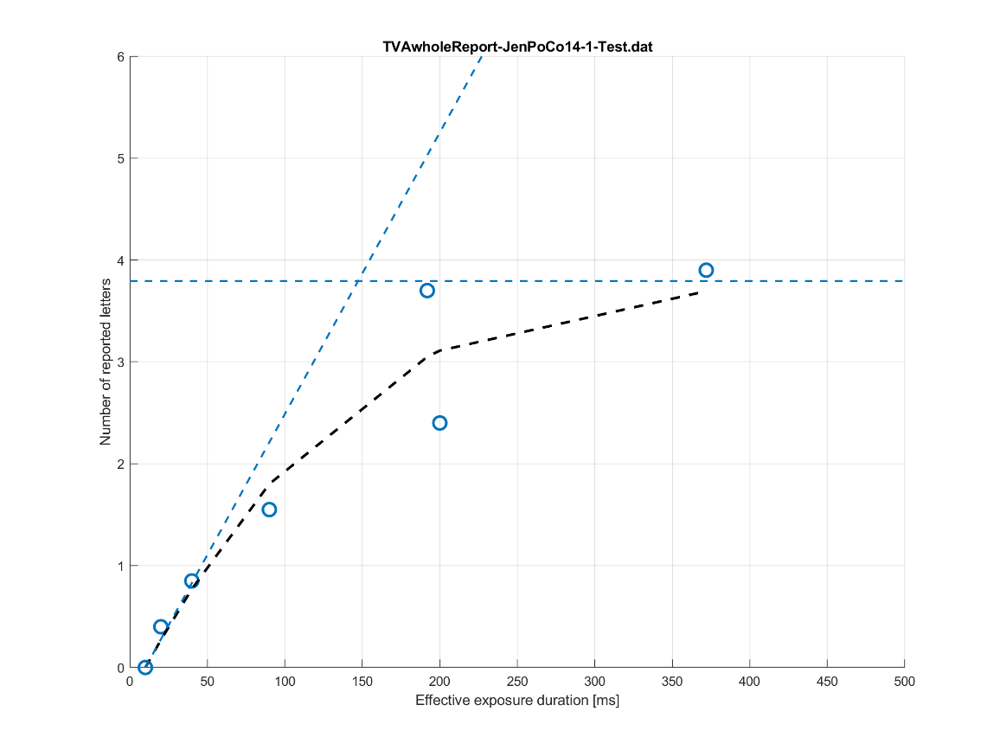 TVAwholeReport-JenPoCo14-1-Test.dat
6
5
4
3
2
1
0
Number of reported letters
0 50 100 150 200 250 300 350 400 450 500
Effective exposure duration [ms]